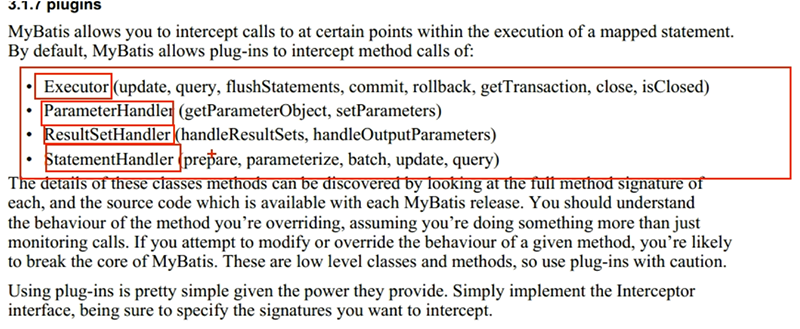 3.1.7 plugins
MyBatis allows you to intercept calls to at certain points within the execution of a mapped statement.
By default, MyBatis allows plug-ins to intercept method calls of:
• Executor (update, query, flushStatements, commit, rollback, getTransaction, close, isClosed)
• ParameterHandler (getParameterObject, setParameters)
• ResultSetHandler (handleResultSets, handleOutputParameters)
• StatementHandler (prepare, parameterize, batch, update, query)
The details of these classes methods can be discovered by looking at the full method signature of
each, and the source code which is available with each MyBatis release. You should understand
the behaviour of the method you’re overriding, assuming you’re doing something more than just
monitoring calls. If you attempt to modify or override the behaviour of a given method, you’re likely
to break the core of MyBatis. These are low level classes and methods, so use plug-ins with caution.
Using plug-ins is pretty simple given the power they provide. Simply implement the Interceptor
interface, being sure to specify the signatures you want to intercept.